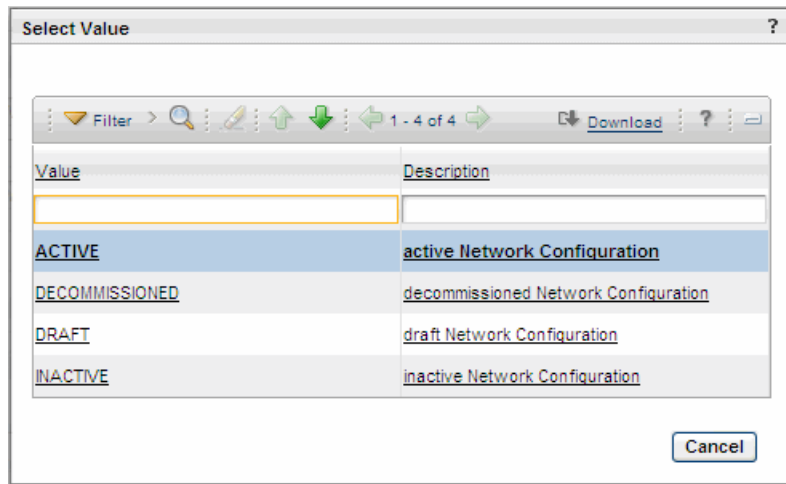 Select Value ?
Filter > 1 - 4 of 4 Download ?
Value Description
ACTIVE active Network Configuration
DECOMMISSIONED decommissioned Network Configuration
DRAFT draft Network Configuration
INACTIVE inactive Network Configuration
Cancel